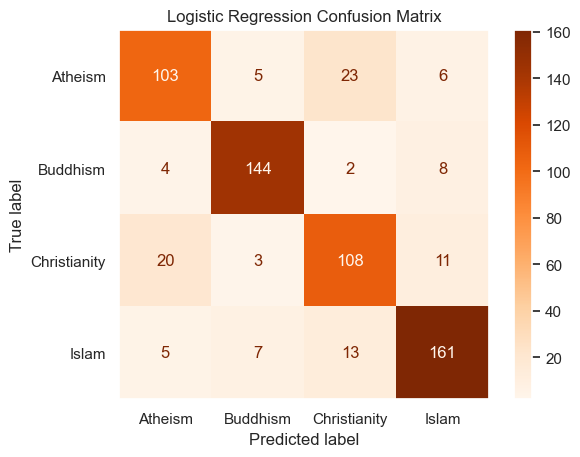 Logistic Regression Confusion Matrix
True label
Atheism 103 5 23 6
Buddhism 4 144 2 8
Christianity 20 3 108 11
Islam 5 7 13 161
Atheism Buddhism Christianity Islam
Predicted label
160
140
120
100
80
60
40
20